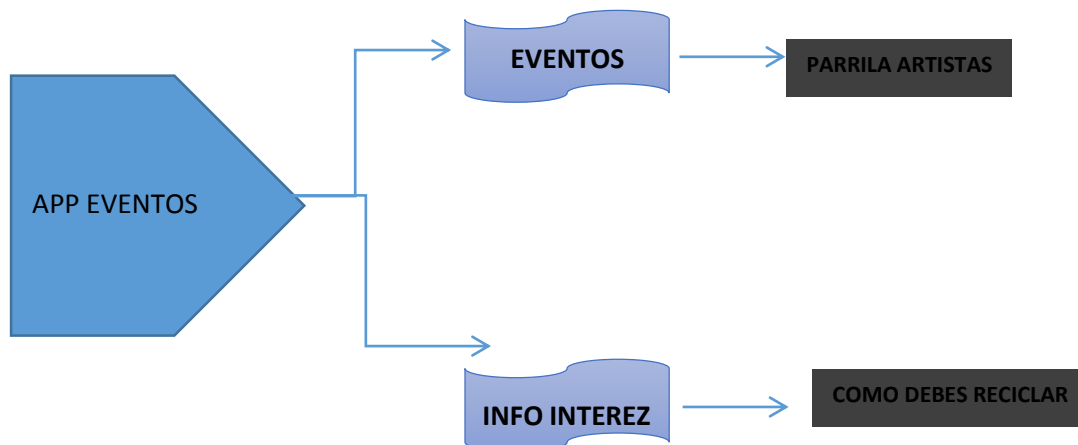 EVENTOS
PARRILA ARTISTAS
APP EVENTOS
INFO INTEREZ
COMO DEBES RECICLAR